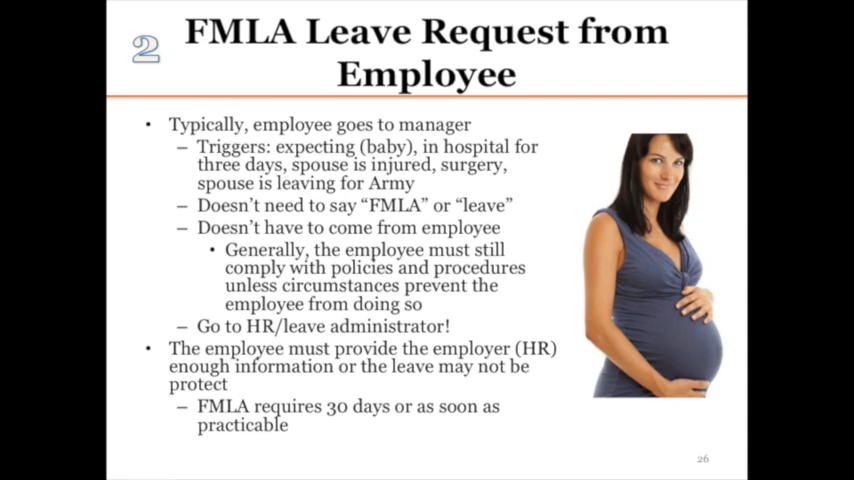 2
FMLA Leave Request from
Employee
• Typically, employee goes to manager
– Triggers: expecting (baby), in hospital for
three days, spouse is injured, surgery,
spouse is leaving for Army
– Doesn't need to say “FMLA” or “leave”
– Doesn't have to come from employee
• Generally, the employee must still
comply with policies and procedures
unless circumstances prevent the
employee from doing so
– Go to HR/leave administrator!
• The employee must provide the employer (HR)
enough information or the leave may not be
protect
– FMLA requires 30 days or as soon as
practicable
26